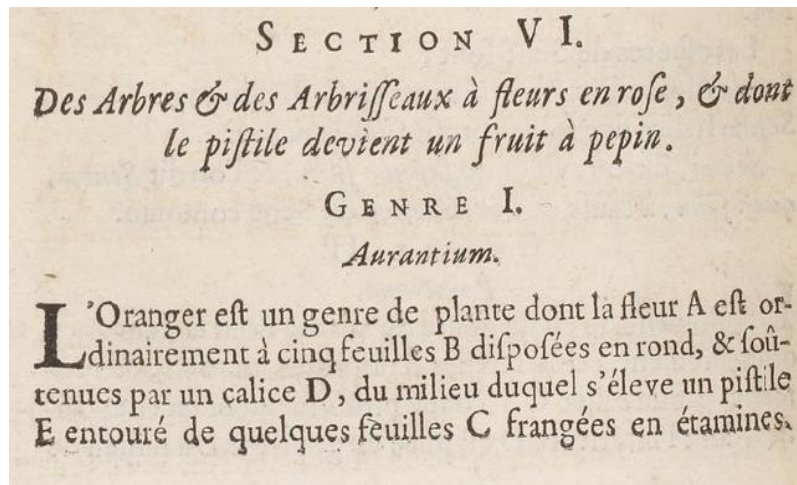 SECTION VI.
Des Arbres & des Arbriſſeaux à fleurs en roſe, & dont
le piſtile devient un fruit à pepin.
GENRE I.
Aurantium.
L'Oranger eſt un genre de plante dont la fleur A eſt or-
dinairement à cinq feuilles B diſpoſées en rond, & ſoû-
tenues par un calice D, du milieu duquel s'éleve un piſtile
E entouré de quelques feuilles C frangées en étamines.